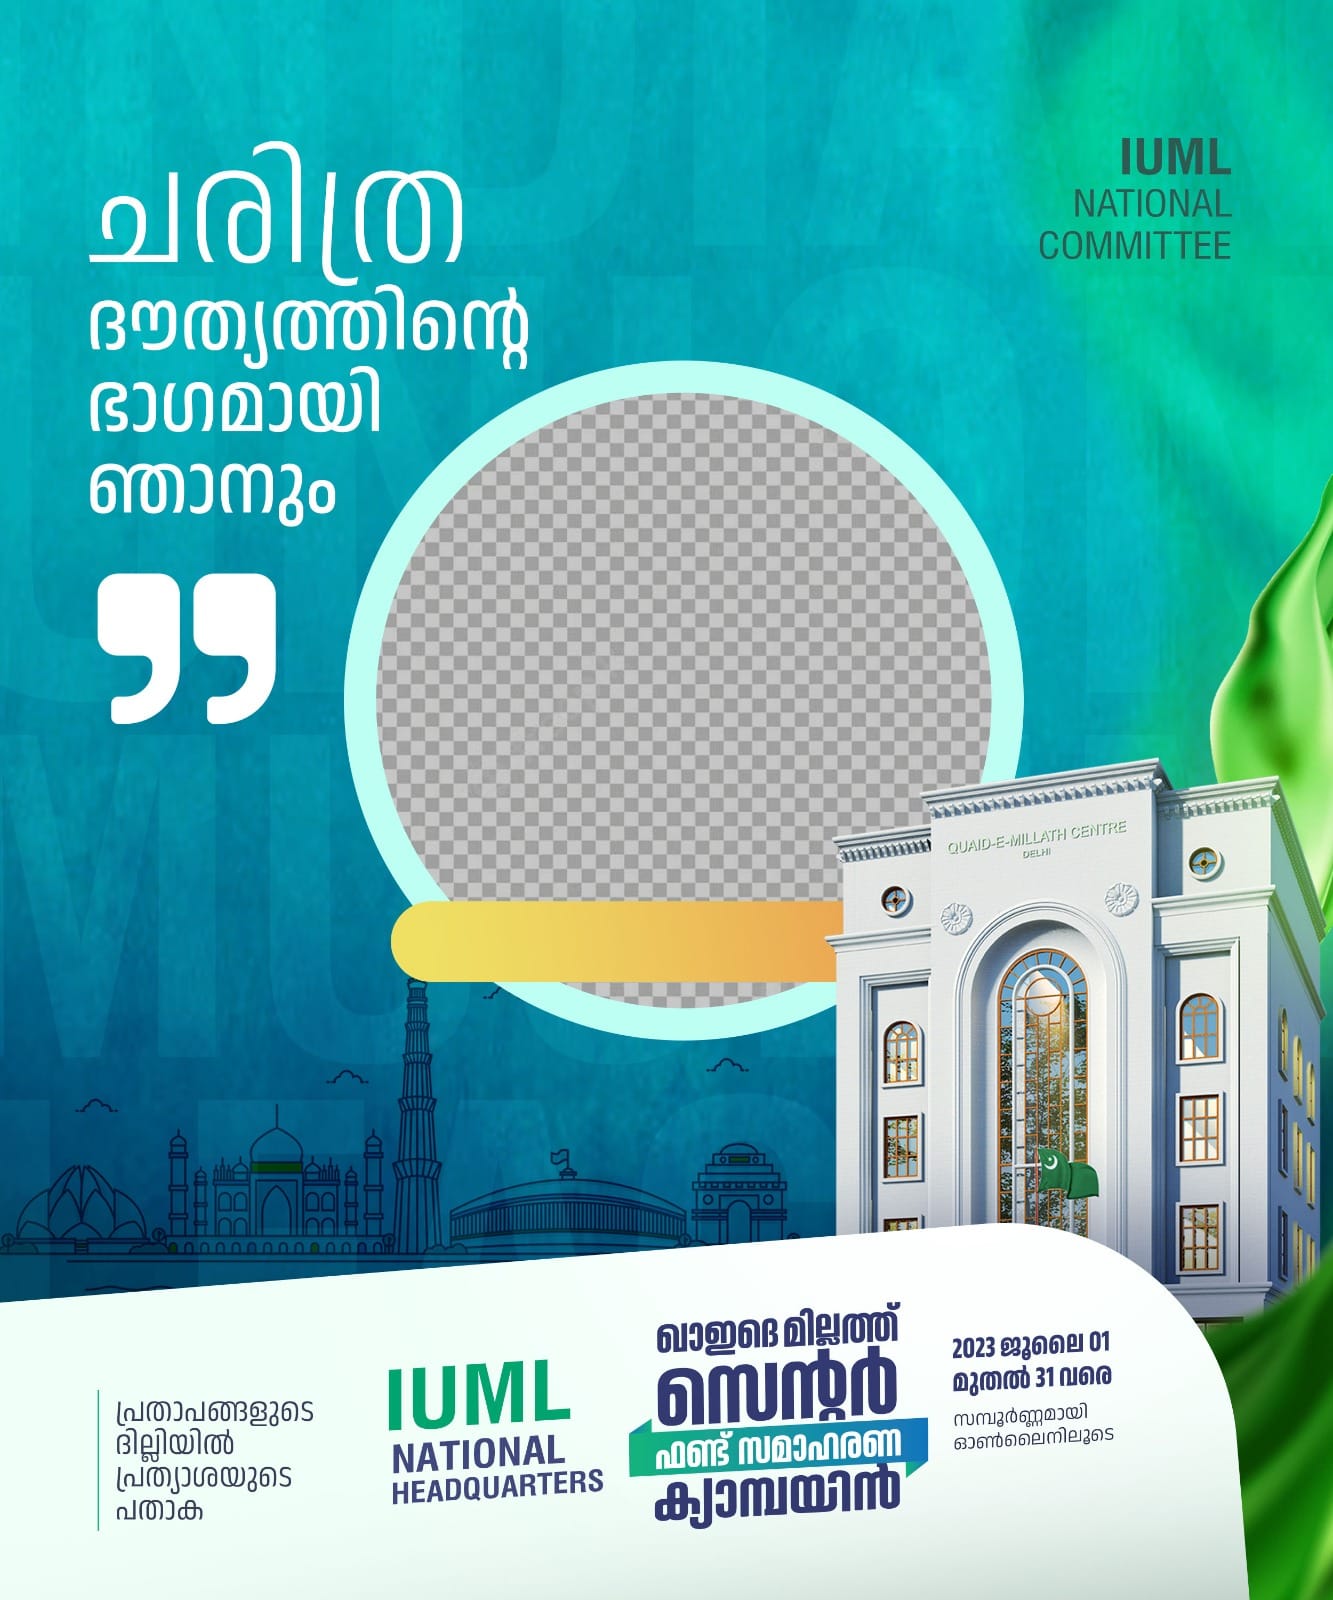 ചരിത്ര
ദൗത്യത്തിന്റെ
ഭാഗമായി
ഞാനും
”
IUML
NATIONAL
COMMITTEE
QUAID-E-MILLATH CENTRE
DELHI
പ്രതാപങ്ങളുടെ
ദില്ലിയിൽ
പ്രത്യാശയുടെ
പതാക
IUML
NATIONAL
HEADQUARTERS
ഖാഇദെ മില്ലത്ത്
സെന്റർ
ഫണ്ട് സമാഹരണ
ക്യാമ്പയിൻ
2023 ജൂലൈ 01
മുതൽ 31 വരെ
സമ്പൂർണ്ണമായി
ഓൺലൈനിലൂടെ